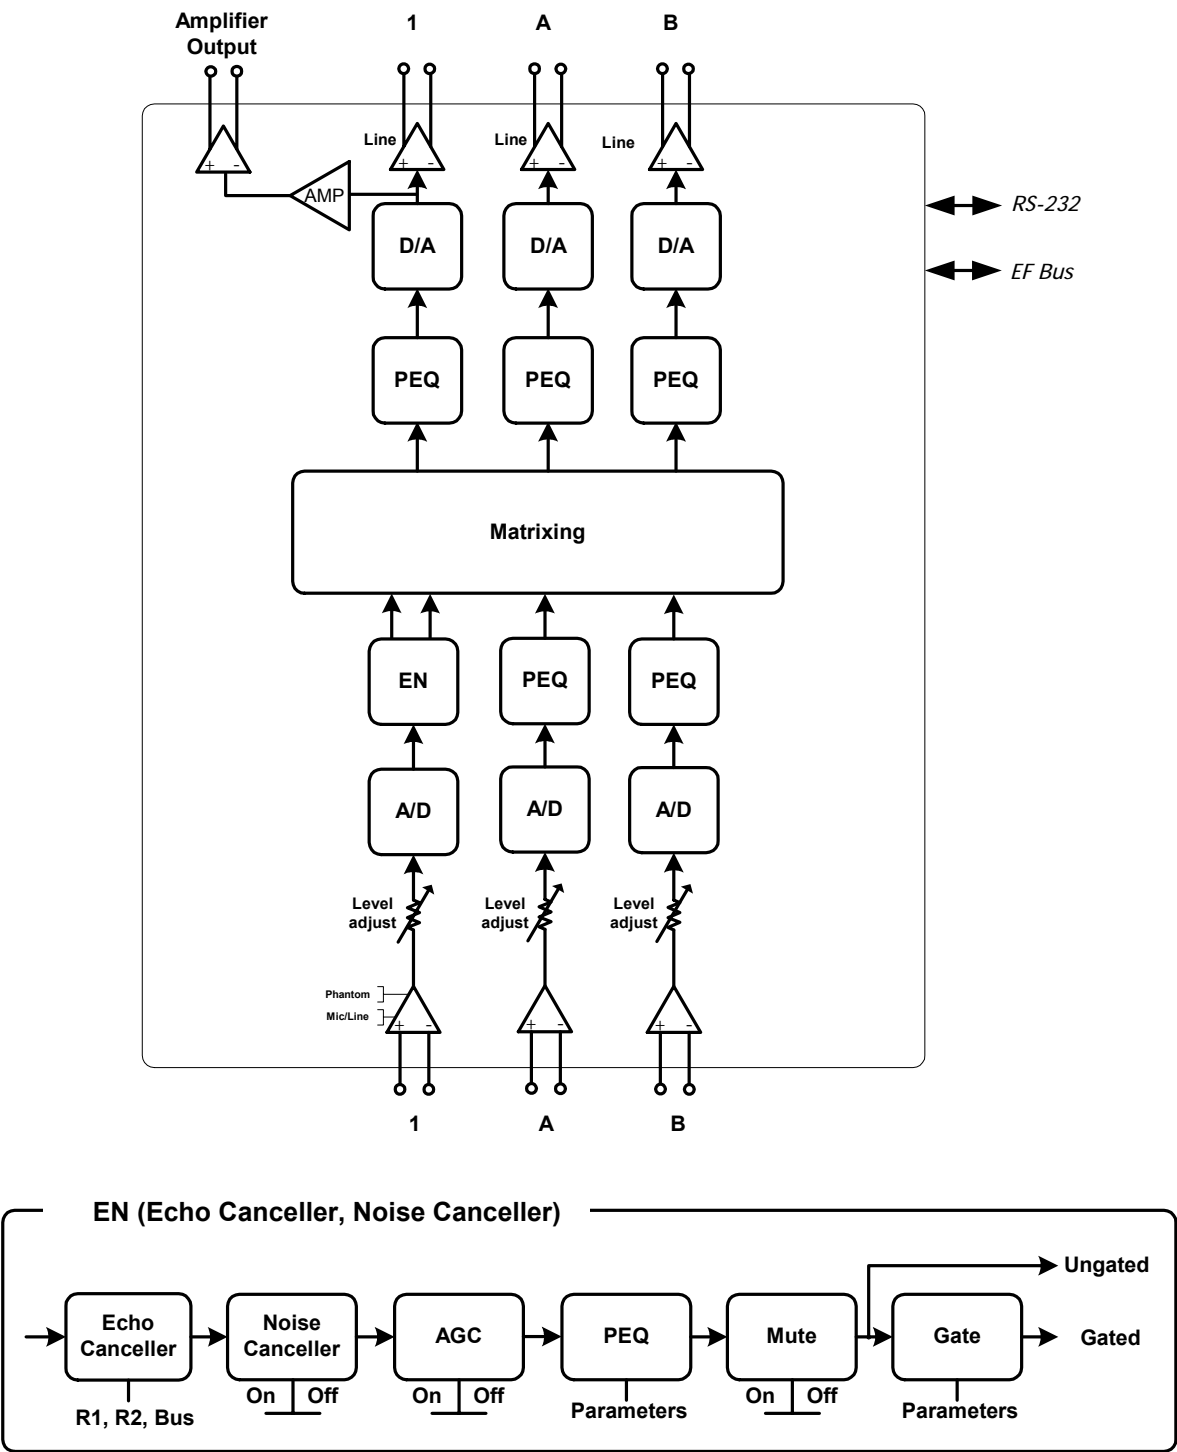 Amplifier
Output
1
A
B
Line
Line
Line
+ -
+ -
+ -
+ -
AMP
RS-232
D/A
D/A
D/A
EF Bus
PEQ
PEQ
PEQ
Matrixing
EN
PEQ
PEQ
A/D
A/D
A/D
Level
adjust
Level
adjust
Level
adjust
Phantom
Mic/Line
+ -
+ -
+ -
1
A
B
EN (Echo Canceller, Noise Canceller)
Ungated
Echo
Canceller
Noise
Canceller
AGC
PEQ
Mute
Gate
Gated
R1, R2, Bus
On Off
On Off
Parameters
On Off
Parameters